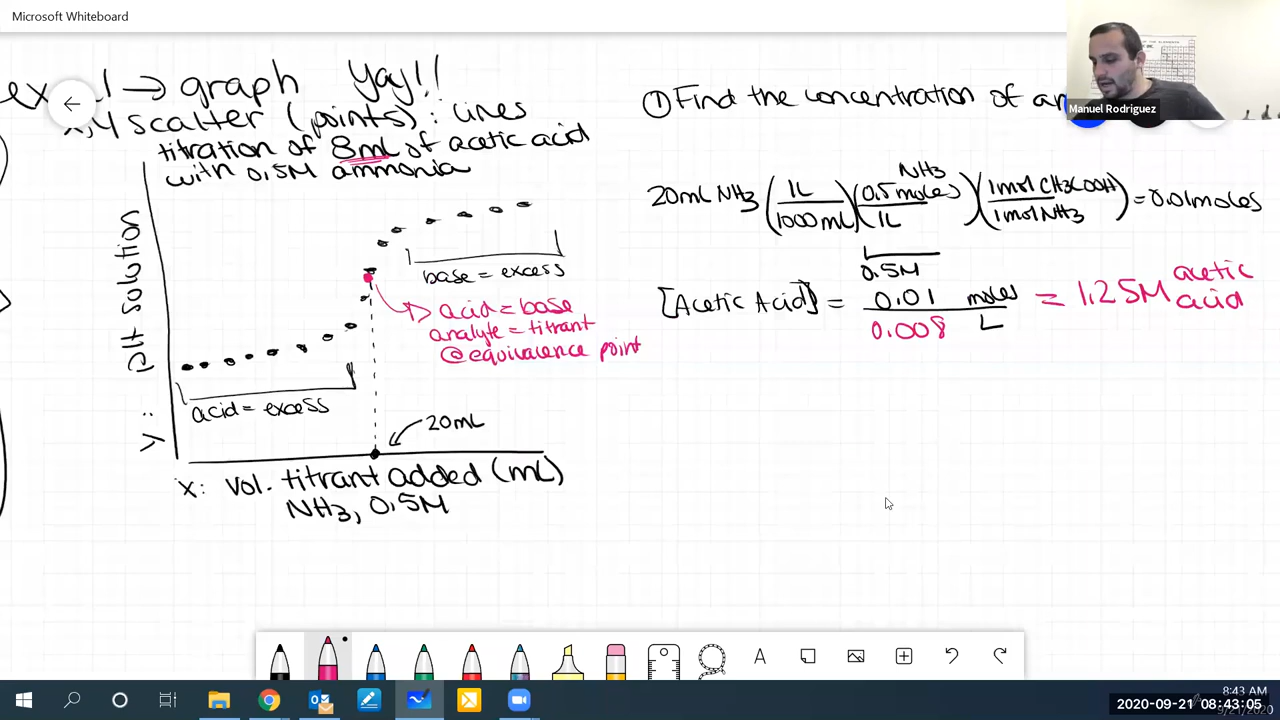 Microsoft Whiteboard
ex 1 → graph Yay!!
x,y scatter (points) : lines
titration of 8mL of acetic acid
with 0.5M ammonia
y: pH solution
base = excess
acid = base
analyte = titrant
@ equivalence point
acid = excess
20mL
x: Vol. titrant added (mL)
NH3, 0.5M
① Find the concentration of
Manuel Rodriguez
20mL NH3 (1L/1000mL)(0.5 moles NH3/1L)(1mol CH3COOH/1mol NH3) = 0.01moles
0.5M
[Acetic Acid] = 0.01 moles / 0.008 L = 1.25M acetic acid
A
8:43 AM
2020-09-21 08:43:05